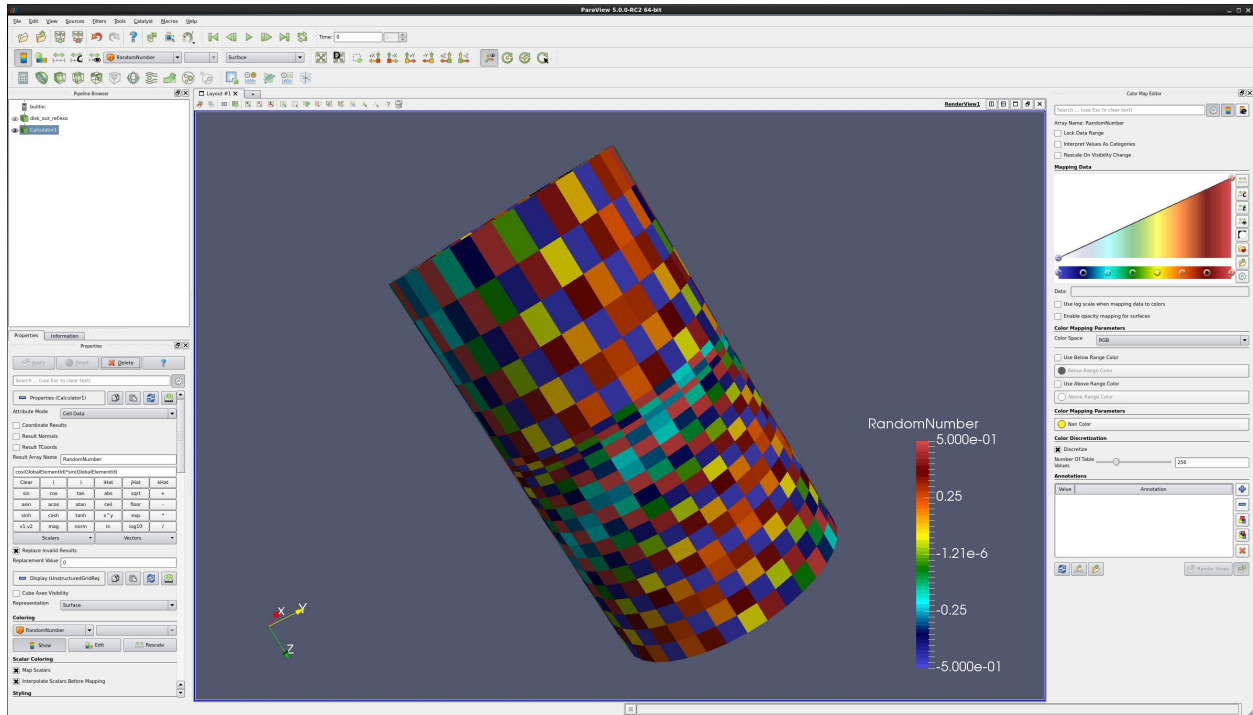 ParaView 5.0.0-RC2 64-bit
File Edit View Sources Filters Tools Catalyst Macros Help
Time: 0
RandomNumber
Surface
Pipeline Browser
builtin:
disk_out_ref.exo
Calculator1
Properties Information
Properties
Apply Reset Delete ?
Search ... (use Esc to clear text)
Properties (Calculator1)
Attribute Mode Cell Data
Coordinate Results
Result Normals
Result TCoords
Result Array Name RandomNumber
cos(GlobalElementId)*sin(GlobalElementId)
Clear ( ) iHat jHat kHat
sin cos tan abs sqrt +
asin acos atan ceil floor -
sinh cosh tanh x^y exp *
v1.v2 mag norm ln log10 /
Scalars Vectors
Replace Invalid Results
Replacement Value 0
Display (UnstructuredGridRep
Cube Axes Visibility
Representation Surface
Coloring
RandomNumber
Show Edit Rescale
Scalar Coloring
Map Scalars
Interpolate Scalars Before Mapping
Styling
Layout #1
3D
RenderView1
X Y
Z
RandomNumber
5.000e-01
0.25
-1.21e-6
-0.25
-5.000e-01
Color Map Editor
Search ... (use Esc to clear text)
Array Name: RandomNumber
Lock Data Range
Interpret Values As Categories
Rescale On Visibility Change
Mapping Data
Data:
Use log scale when mapping data to colors
Enable opacity mapping for surfaces
Color Mapping Parameters
Color Space RGB
Use Below Range Color
Below Range Color
Use Above Range Color
Above Range Color
Color Mapping Parameters
Nan Color
Color Discretization
Discretize
Number Of Table
Values 256
Annotations
Value Annotation
Render Views